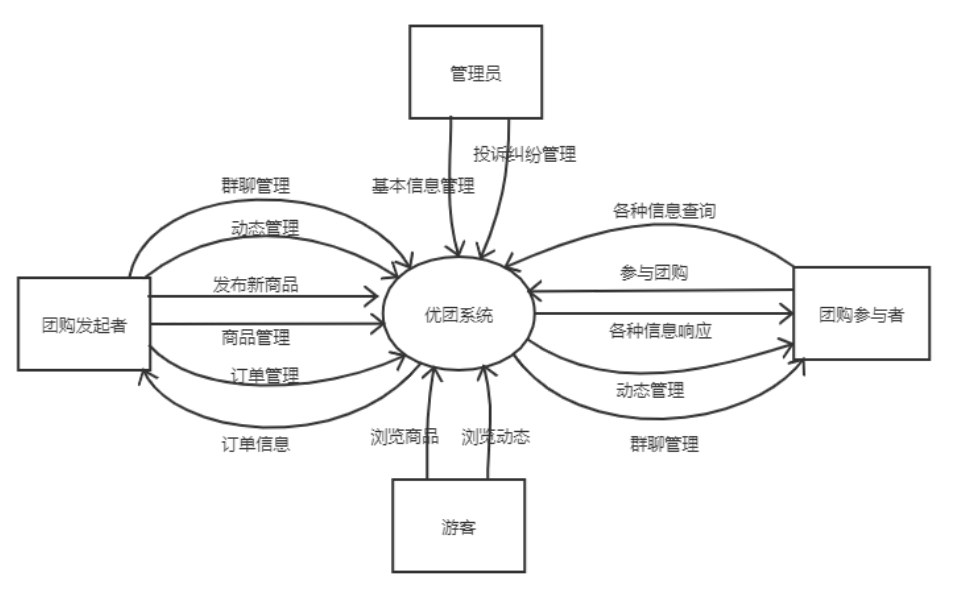 管理员
投诉纠纷管理
基本信息管理
群聊管理
各种信息查询
动态管理
参与团购
发布新商品
团购发起者
优团系统
团购参与者
商品管理
各种信息响应
订单管理
动态管理
订单信息
浏览商品
浏览动态
群聊管理
游客